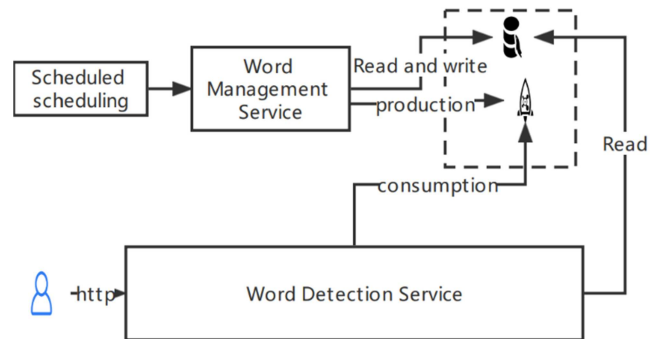 Scheduled
scheduling
Word
Management
Service
Read and write
production
Read
consumption
http
Word Detection Service